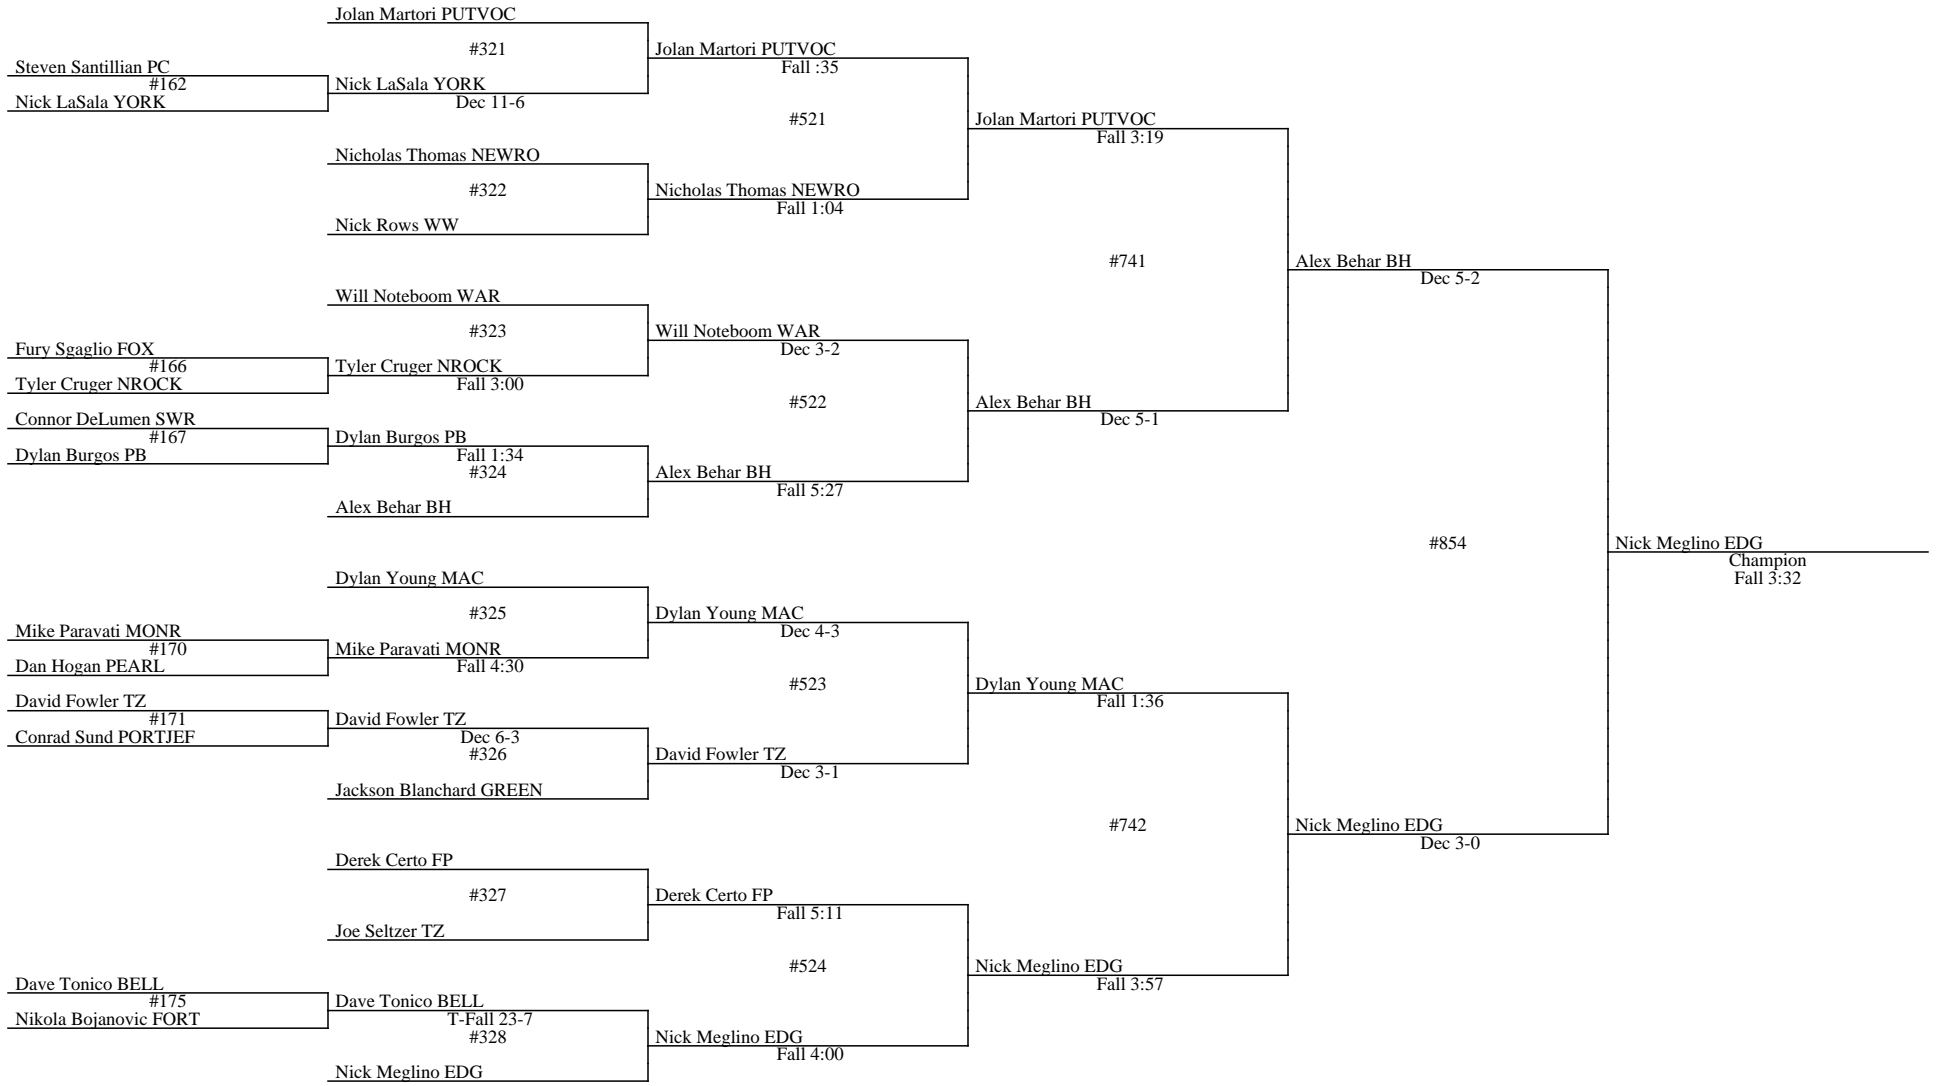 Jolan Martori PUTVOC
#321
Jolan Martori PUTVOC
Fall :35
Steven Santillian PC
#162
Nick LaSala YORK
Nick LaSala YORK
Dec 11-6
#521
Jolan Martori PUTVOC
Fall 3:19
Nicholas Thomas NEWRO
#322
Nicholas Thomas NEWRO
Fall 1:04
Nick Rows WW
#741
Alex Behar BH
Dec 5-2
Will Noteboom WAR
#323
Will Noteboom WAR
Dec 3-2
Fury Sgaglio FOX
#166
Tyler Cruger NROCK
Tyler Cruger NROCK
Fall 3:00
#522
Alex Behar BH
Dec 5-1
Connor DeLumen SWR
#167
Dylan Burgos PB
Dylan Burgos PB
Fall 1:34
#324
Alex Behar BH
Fall 5:27
Alex Behar BH
#854
Nick Meglino EDG
Champion
Fall 3:32
Dylan Young MAC
#325
Dylan Young MAC
Dec 4-3
Mike Paravati MONR
#170
Dan Hogan PEARL
Mike Paravati MONR
Fall 4:30
#523
Dylan Young MAC
Fall 1:36
David Fowler TZ
#171
Conrad Sund PORTJEF
David Fowler TZ
Dec 6-3
#326
David Fowler TZ
Dec 3-1
Jackson Blanchard GREEN
#742
Nick Meglino EDG
Dec 3-0
Derek Certo FP
#327
Derek Certo FP
Fall 5:11
Joe Seltzer TZ
#524
Nick Meglino EDG
Fall 3:57
Dave Tonico BELL
#175
Nikola Bojanovic FORT
Dave Tonico BELL
T-Fall 23-7
#328
Nick Meglino EDG
Fall 4:00
Nick Meglino EDG